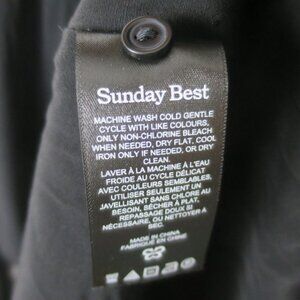 Sunday Best
MACHINE WASH COLD GENTLE
CYCLE WITH LIKE COLOURS,
ONLY NON-CHLORINE BLEACH
WHEN NEEDED, DRY FLAT, COOL
IRON ONLY IF NEEDED, OR DRY
CLEAN.
LAVER À LA MACHINE À L'EAU
FROIDE AU CYCLE DÉLICAT
AVEC COULEURS SEMBLABLES.
UTILISER SEULEMENT UN
JAVELLISANT SANS CHLORE AU
BESOIN, SÉCHER À PLAT.
REPASSAGE DOUX SI
NÉCESSAIRE, OU NETTOYER À
SEC.
MADE IN CHINA
FABRIQUÉ EN CHINE